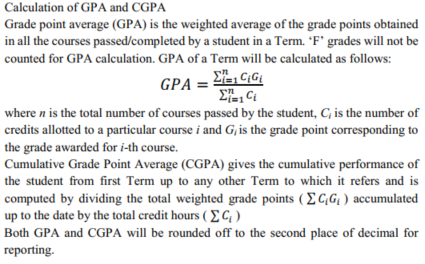 Calculation of GPA and CGPA
Grade point average (GPA) is the weighted average of the grade points obtained
in all the courses passed/completed by a student in a Term. ‘F’ grades will not be
counted for GPA calculation. GPA of a Term will be calculated as follows:
GPA = \frac{\sum_{i=1}^{n} C_i G_i}{\sum_{i=1}^{n} C_i}
where n is the total number of courses passed by the student, C_i is the number of
credits allotted to a particular course i and G_i is the grade point corresponding to
the grade awarded for i-th course.
Cumulative Grade Point Average (CGPA) gives the cumulative performance of
the student from first Term up to any other Term to which it refers and is
computed by dividing the total weighted grade points ( ∑ C_i G_i ) accumulated
up to the date by the total credit hours ( ∑ C_i )
Both GPA and CGPA will be rounded off to the second place of decimal for
reporting.